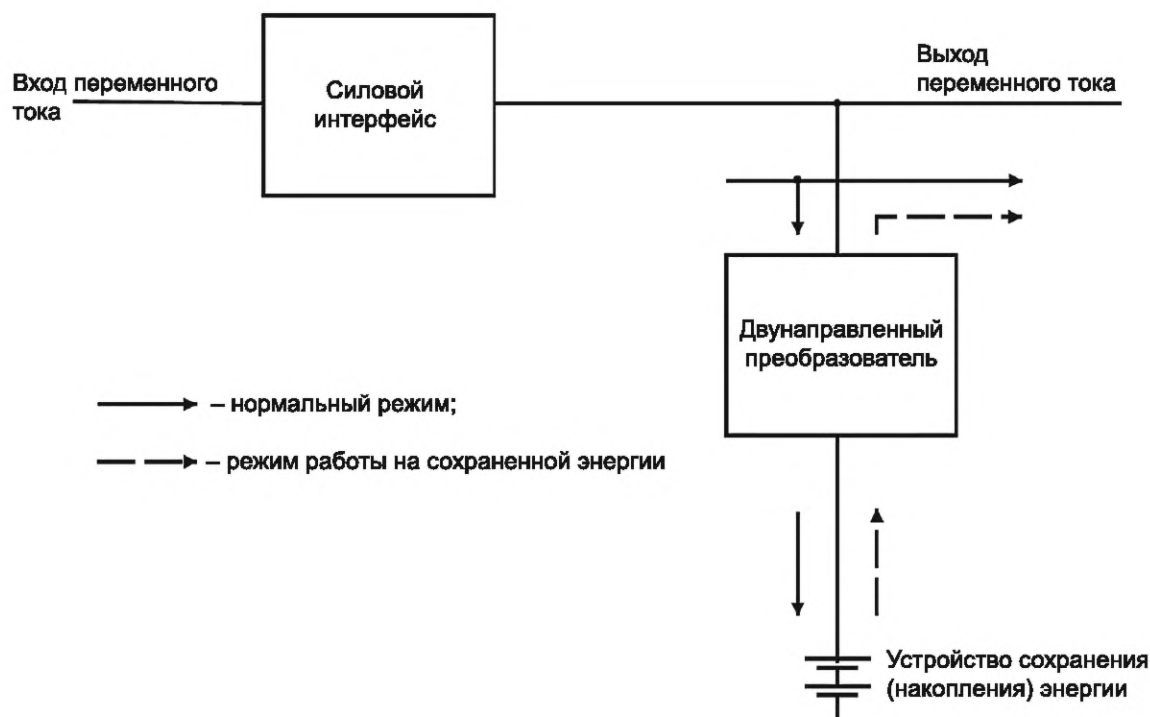 Вход переменного
тока
Силовой
интерфейс
Выход
переменного тока
Двунаправленный
преобразователь
– нормальный режим;
– режим работы на сохраненной энергии
Устройство сохранения
(накопления) энергии